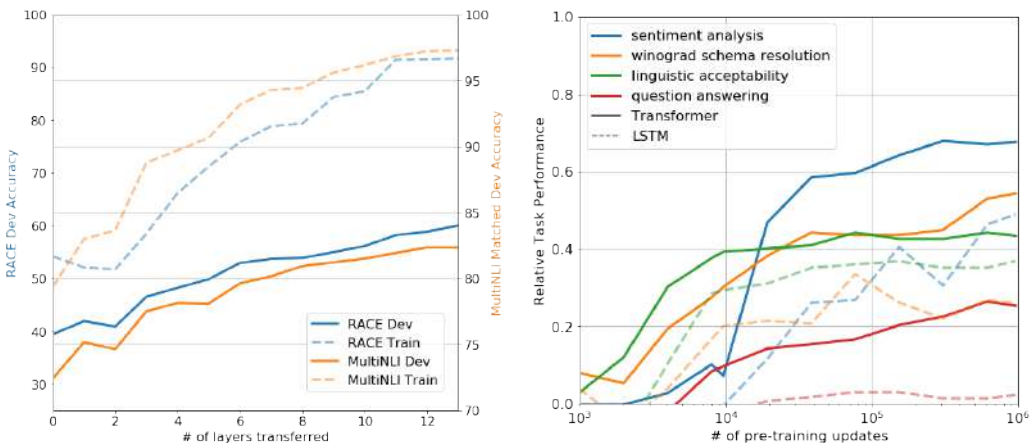 100
90
80
70
60
50
40
30
RACE Dev Accuracy
0
2
4
6
8
10
12
# of layers transferred
100
95
90
85
80
75
70
MultiNLI Matched Dev Accuracy
RACE Dev
RACE Train
MultiNLI Dev
MultiNLI Train
1.0
0.8
0.6
0.4
0.2
0.0
Relative Task Performance
sentiment analysis
winograd schema resolution
linguistic acceptability
question answering
Transformer
LSTM
10³
10⁴
10⁵
10⁶
# of pre-training updates